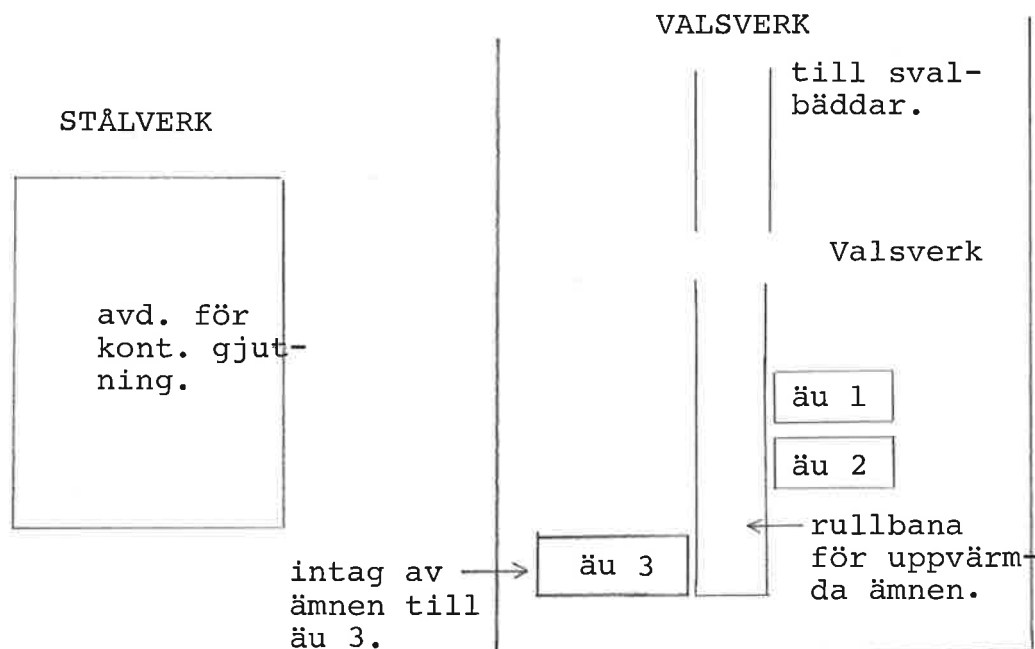 VALSVERK
till sval-
bäddar.
STÅLVERK
Valsverk
avd. för
kont. gjut-
ning.
äu 1
äu 2
rullbana
för uppvärm-
da ämnen.
äu 3
intag av
ämnen till
äu 3.